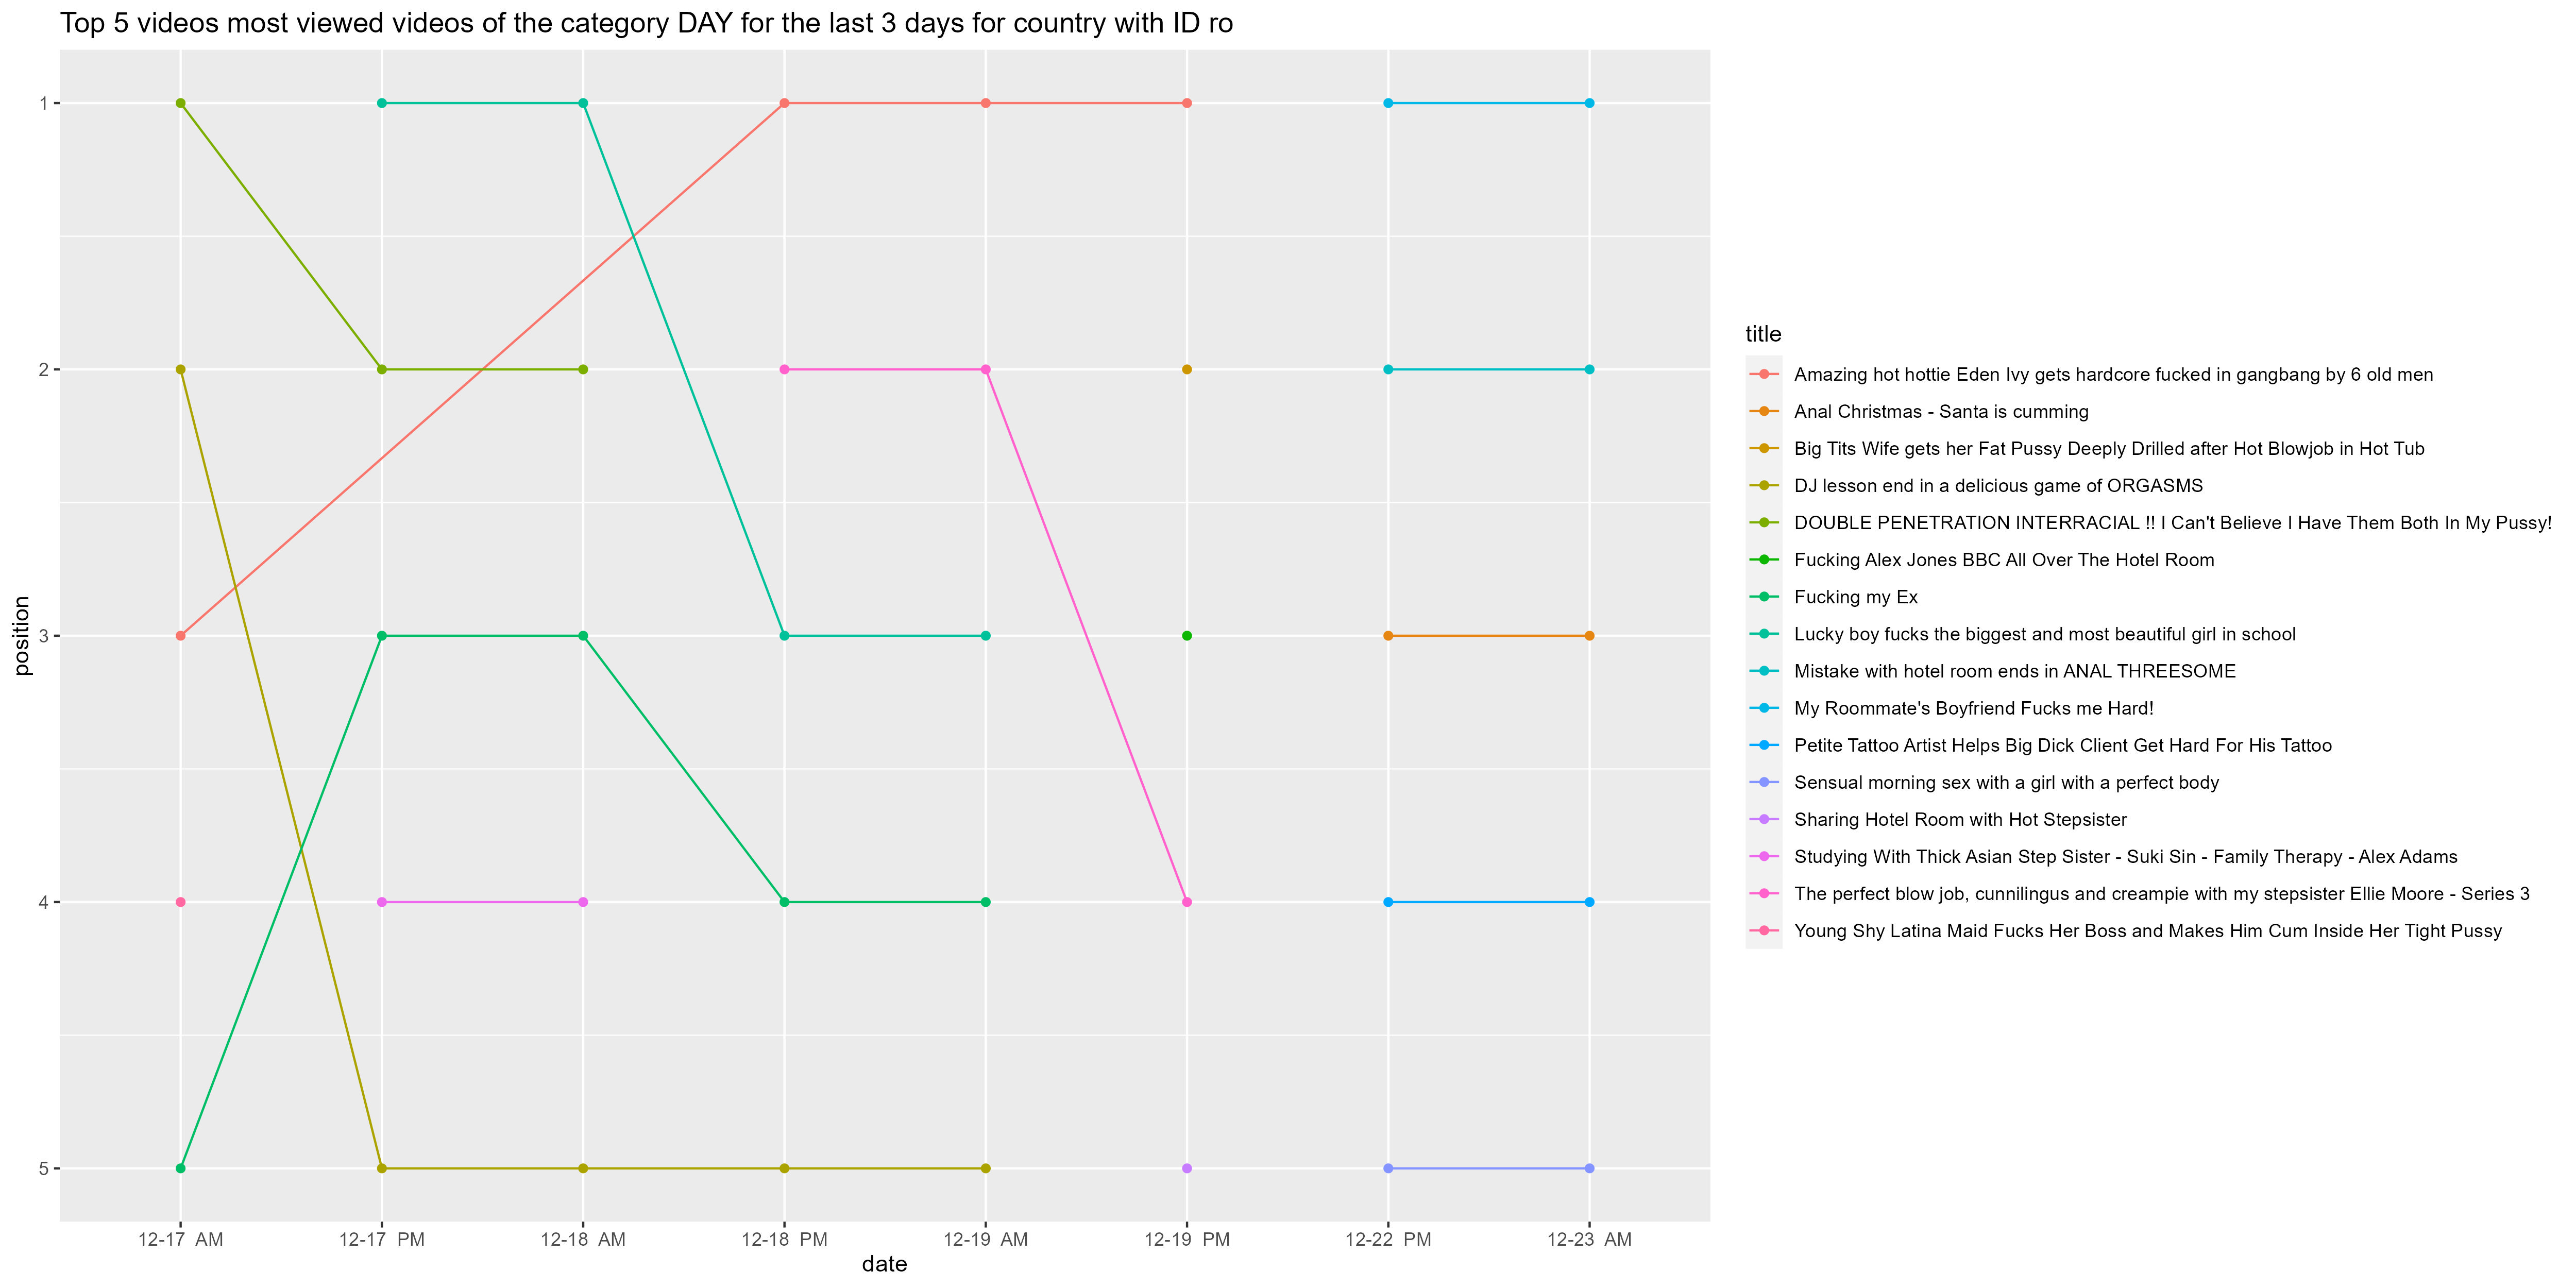 Top 5 videos most viewed videos of the category DAY for the last 3 days for country with ID ro
1
2
3
4
5
position
12-17 AM
12-17 PM
12-18 AM
12-18 PM
12-19 AM
12-19 PM
12-22 PM
12-23 AM
date
title
Amazing hot hottie Eden Ivy gets hardcore fucked in gangbang by 6 old men
Anal Christmas - Santa is cumming
Big Tits Wife gets her Fat Pussy Deeply Drilled after Hot Blowjob in Hot Tub
DJ lesson end in a delicious game of ORGASMS
DOUBLE PENETRATION INTERRACIAL !! I Can't Believe I Have Them Both In My Pussy!
Fucking Alex Jones BBC All Over The Hotel Room
Fucking my Ex
Lucky boy fucks the biggest and most beautiful girl in school
Mistake with hotel room ends in ANAL THREESOME
My Roommate's Boyfriend Fucks me Hard!
Petite Tattoo Artist Helps Big Dick Client Get Hard For His Tattoo
Sensual morning sex with a girl with a perfect body
Sharing Hotel Room with Hot Stepsister
Studying With Thick Asian Step Sister - Suki Sin - Family Therapy - Alex Adams
The perfect blow job, cunnilingus and creampie with my stepsister Ellie Moore - Series 3
Young Shy Latina Maid Fucks Her Boss and Makes Him Cum Inside Her Tight Pussy